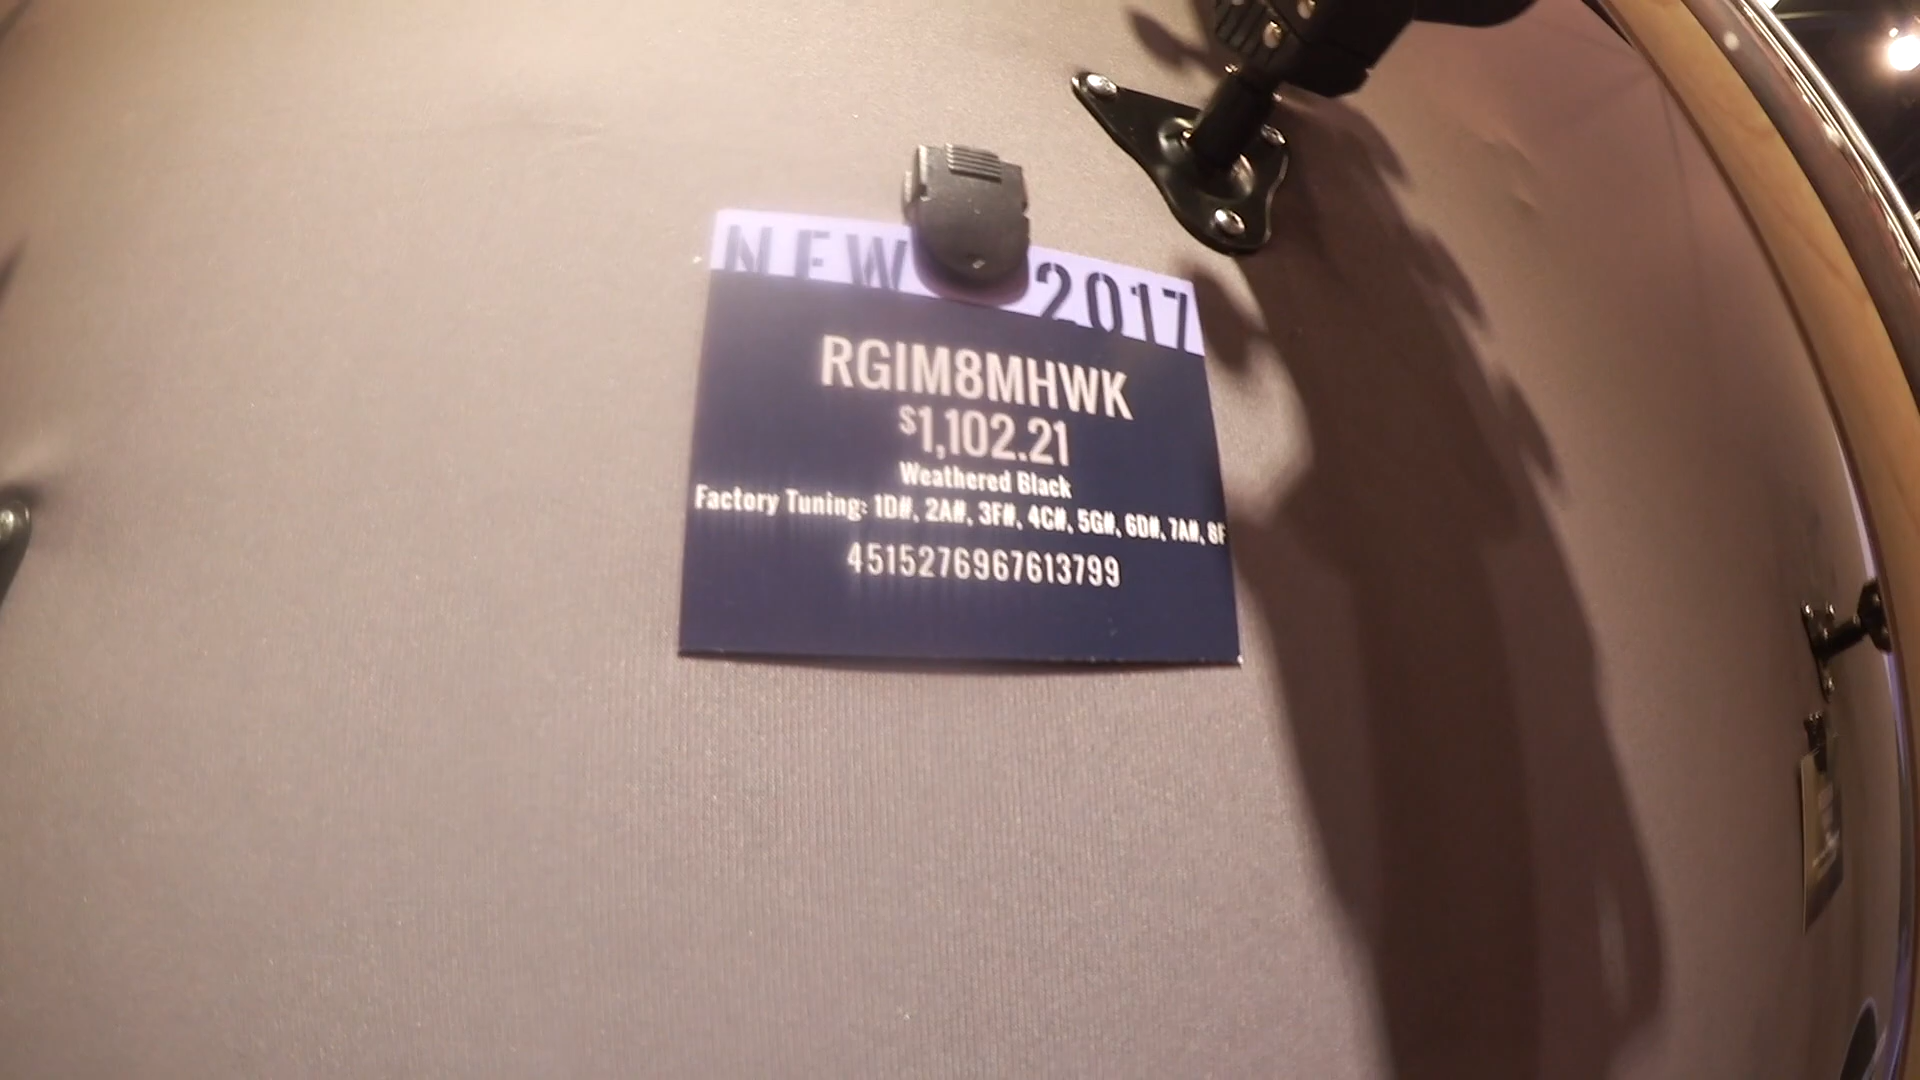 NEW 2017
RGIM8MHWK
$1,102.21
Weathered Black
Factory Tuning: 1D#, 2A#, 3F#, 4C#, 5G#, 6D#, 7A#, 8F
4515276967613799